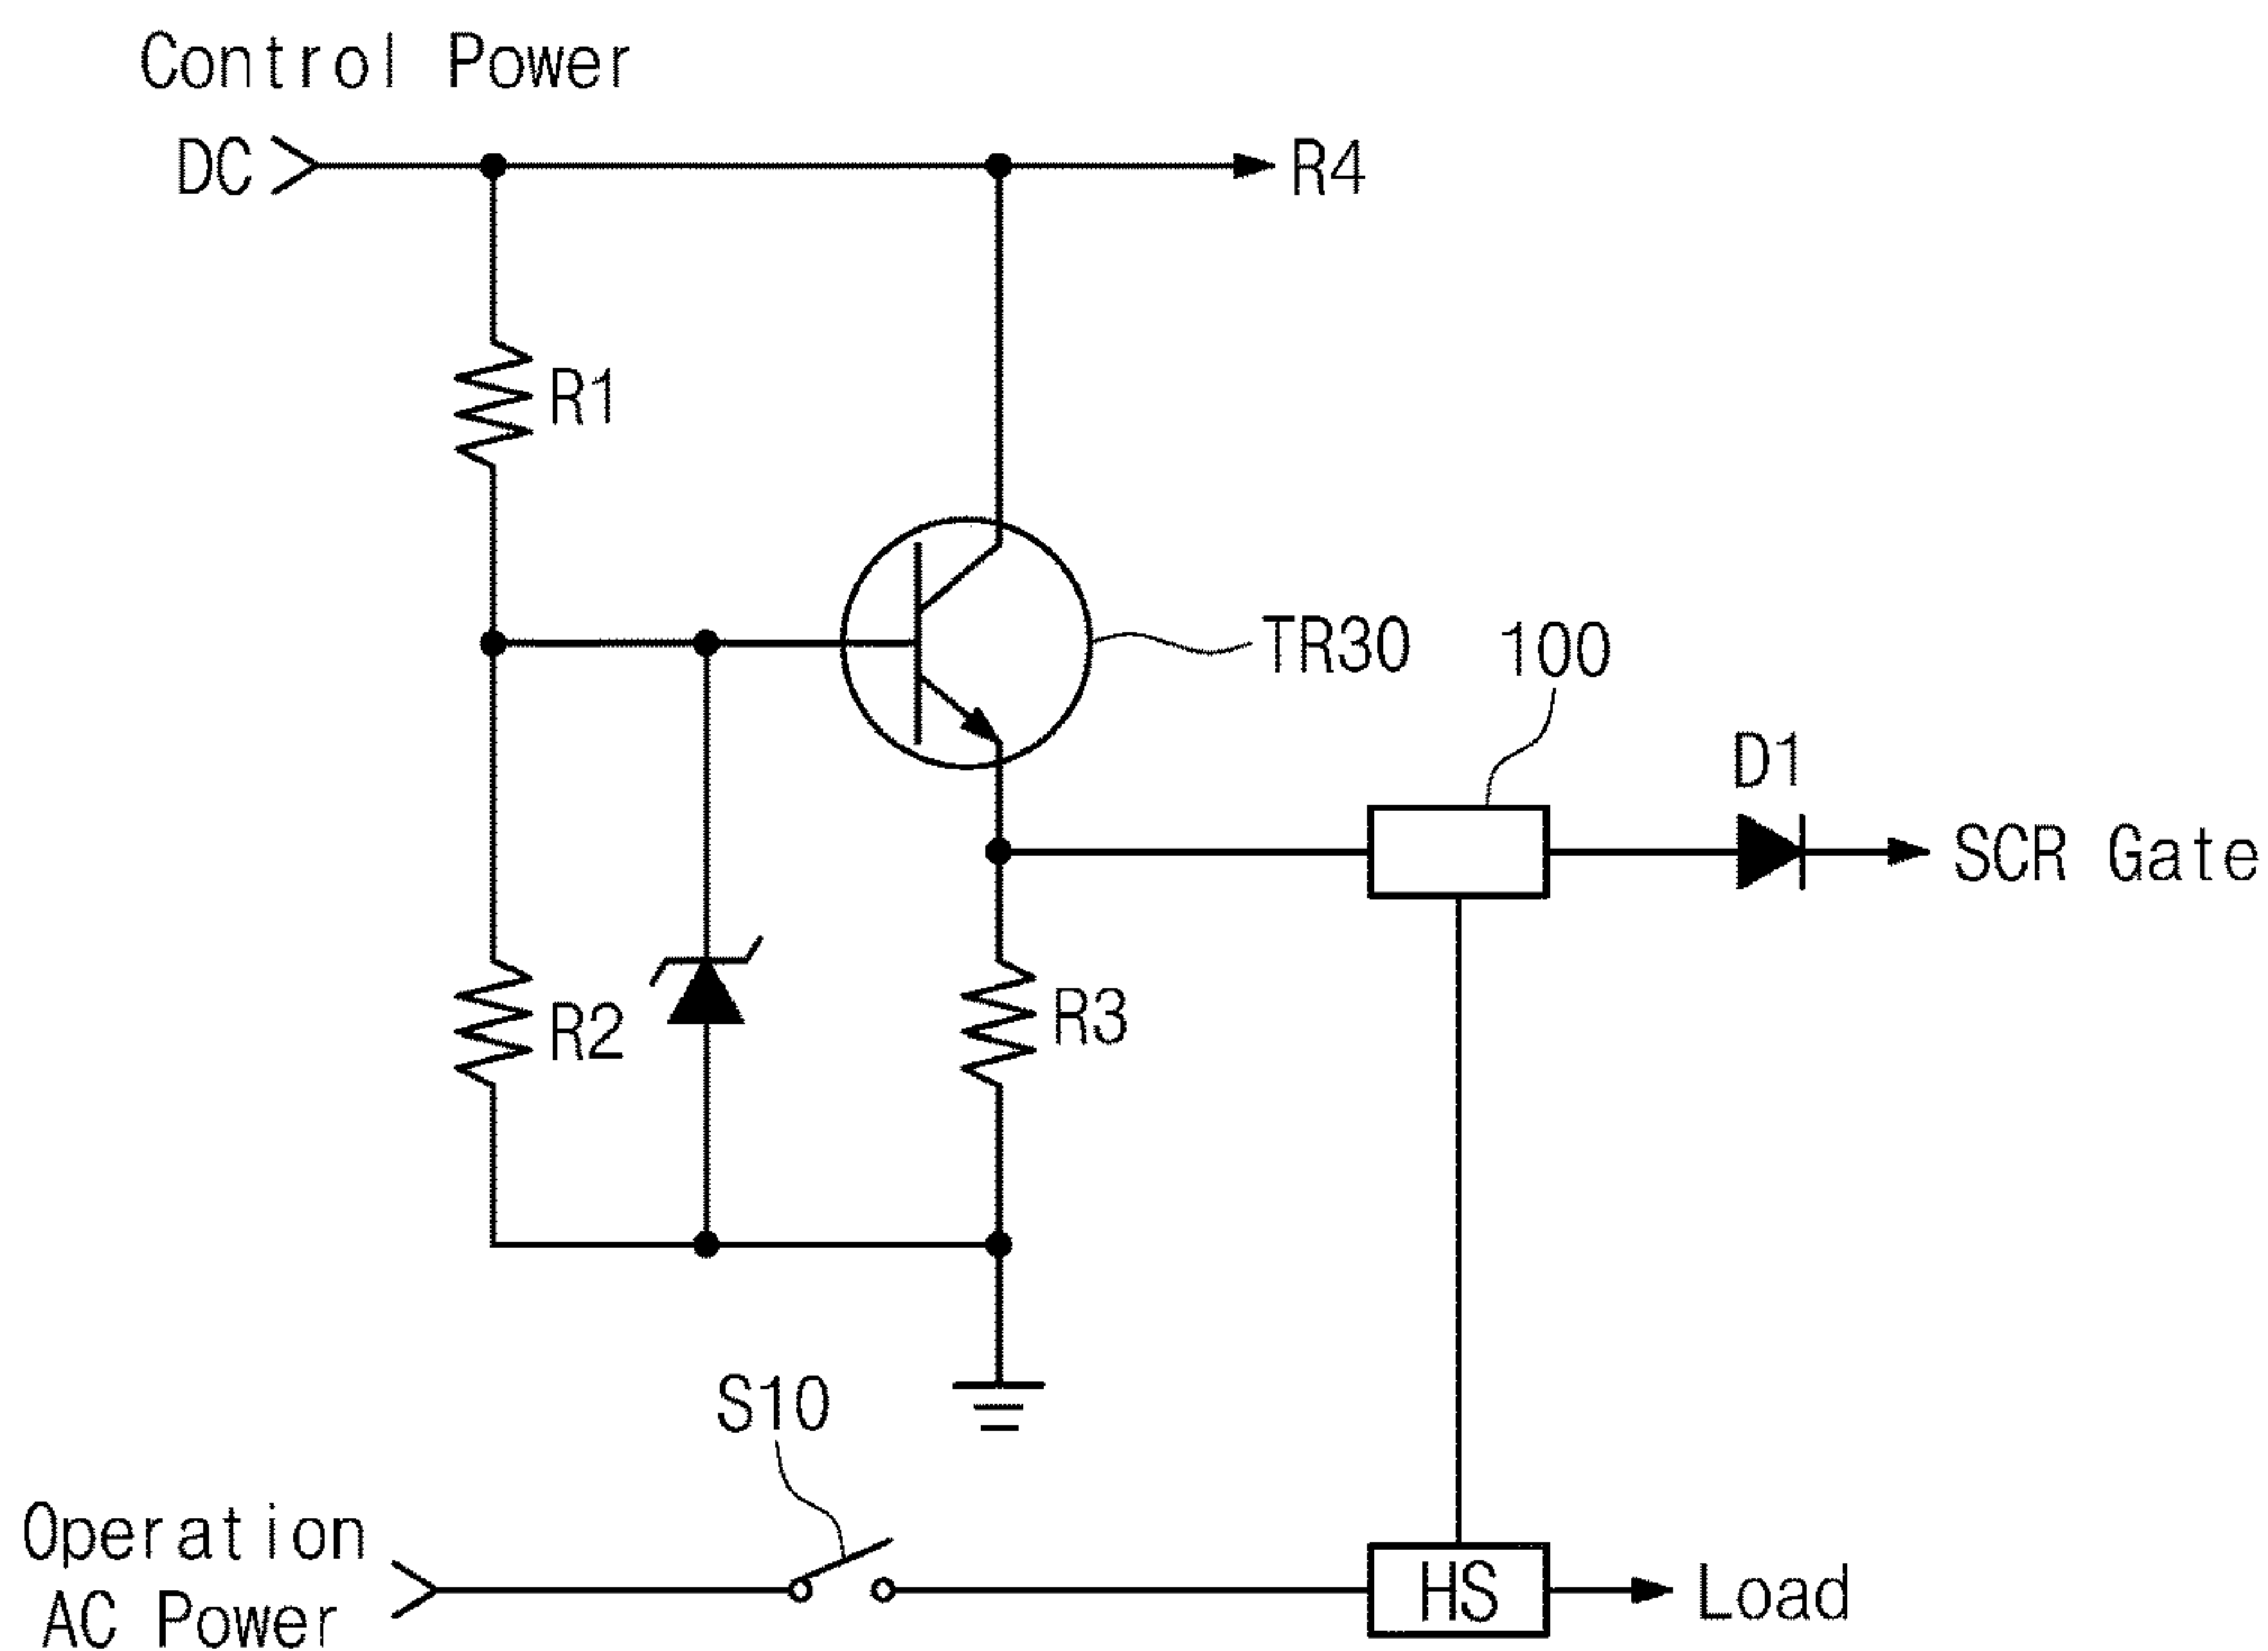 Control Power
DC
R4
R1
TR30
100
D1
SCR Gate
R2
R3
S10
Operation
AC Power
HS
Load